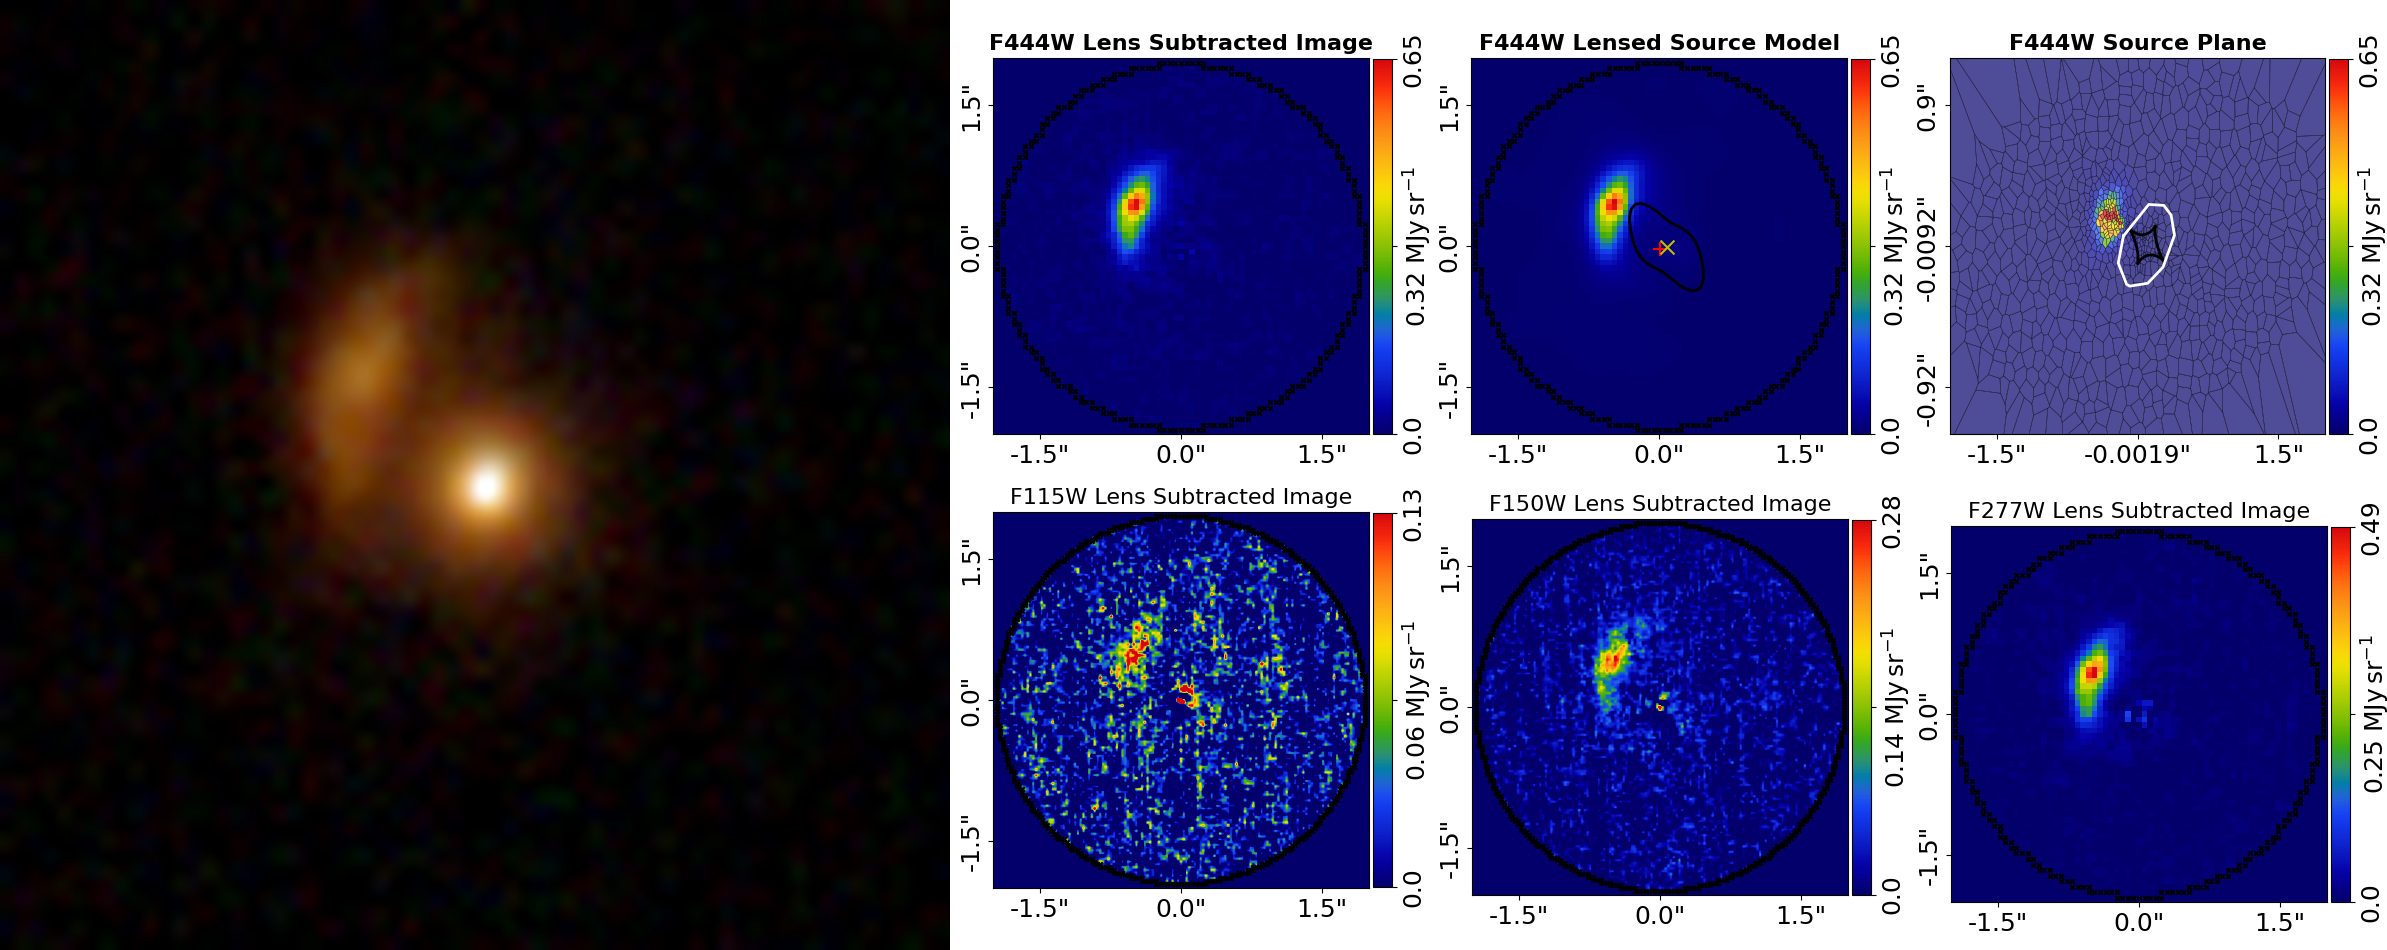 F444W Lens Subtracted Image
1.5"
0.0"
-1.5"
-1.5" 0.0" 1.5"
0.65
0.32 MJy sr−1
0.0
F444W Lensed Source Model
1.5"
0.0"
-1.5"
-1.5" 0.0" 1.5"
0.65
0.32 MJy sr−1
0.0
F444W Source Plane
0.9"
-0.0092"
-0.92"
-1.5" -0.0019" 1.5"
0.65
0.32 MJy sr−1
0.0
F115W Lens Subtracted Image
1.5"
0.0"
-1.5"
-1.5" 0.0" 1.5"
0.13
0.06 MJy sr−1
0.0
F150W Lens Subtracted Image
1.5"
0.0"
-1.5"
-1.5" 0.0" 1.5"
0.28
0.14 MJy sr−1
0.0
F277W Lens Subtracted Image
1.5"
0.0"
-1.5"
-1.5" 0.0" 1.5"
0.49
0.25 MJy sr−1
0.0